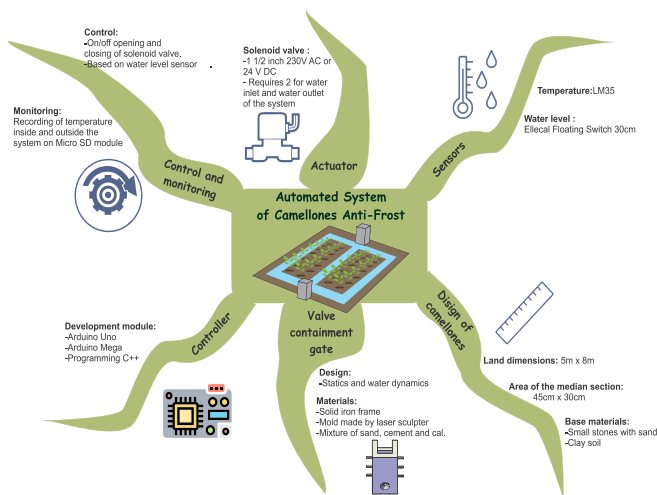 Control:
-On/off opening and
closing of solenoid valve.
-Based on water level sensor .
Monitoring:
Recording of temperature
inside and outside the
system on Micro SD module
Control and
monitoring
Solenoid valve :
-1 1/2 inch 230V AC or
24 V DC
- Requires 2 for water
inlet and water outlet
of the system
Actuator
Temperature:LM35
Water level :
Ellecal Floating Switch 30cm
Sensors
Automated System
of Camellones Anti-Frost
Controller
Development module:
-Arduino Uno
-Arduino Mega
-Programming C++
Valve
containment
gate
Design:
-Statics and water dynamics
Materials:
-Solid iron frame
-Mold made by laser sculpter
-Mixture of sand, cement and cal.
Disign of
camellones
Land dimensions: 5m x 8m
Area of the median section:
45cm x 30cm
Base materials:
-Small stones with sand
-Clay soil